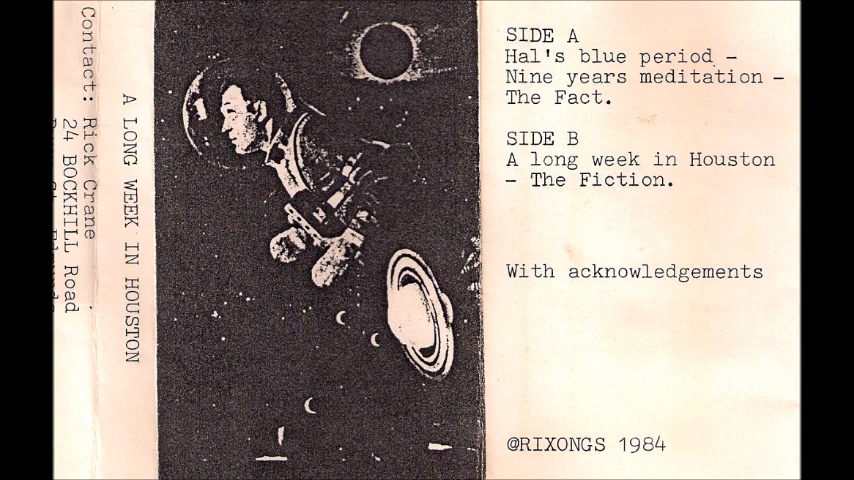 Contact: Rick Crane
24 BOCKHILL Road
A LONG WEEK IN HOUSTON
SIDE A
Hal's blue period -
Nine years meditation -
The Fact.
SIDE B
A long week in Houston
- The Fiction.
With acknowledgements
@RIXONGS 1984